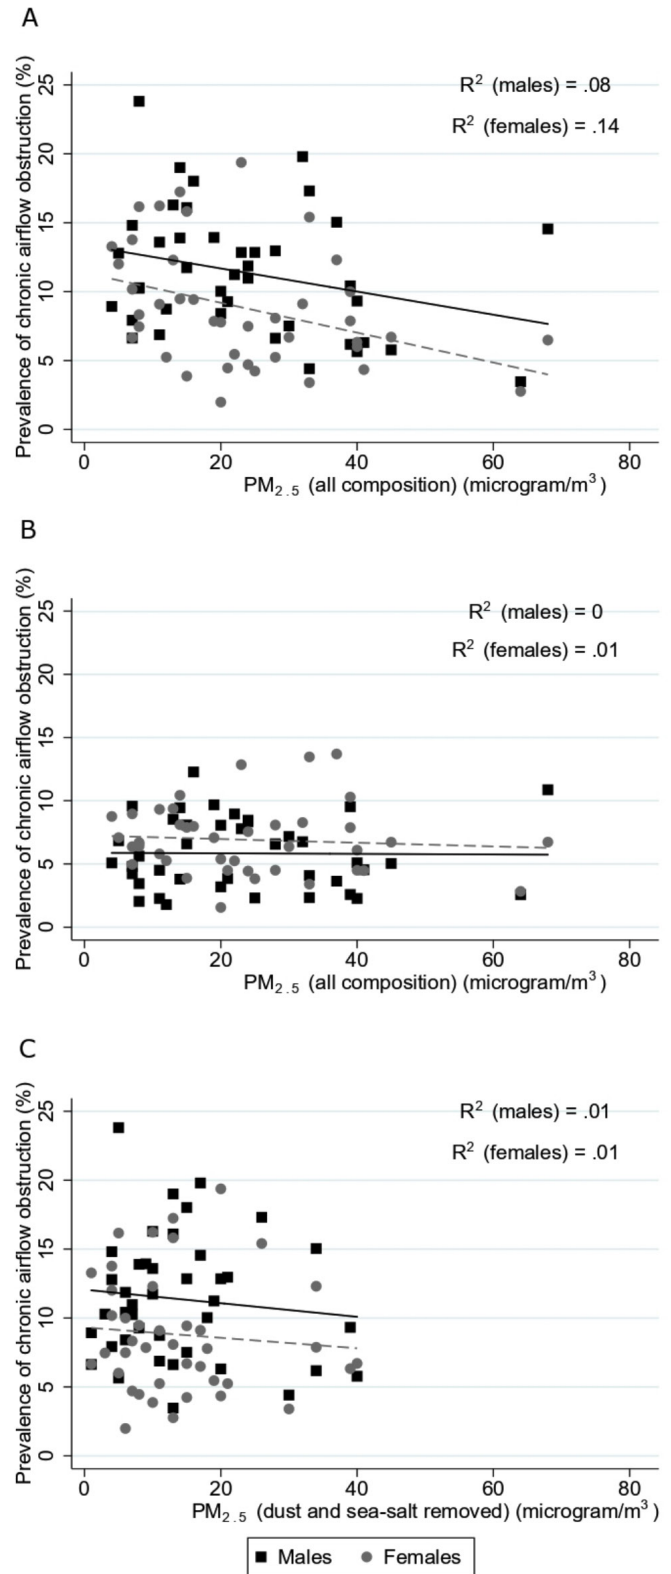 A
Prevalence of chronic airflow obstruction (%)
25
20
15
10
5
0
R² (males) = .08
R² (females) = .14
0 20 40 60 80
PM₂.₅ (all composition) (microgram/m³)
B
Prevalence of chronic airflow obstruction (%)
25
20
15
10
5
0
R² (males) = 0
R² (females) = .01
0 20 40 60 80
PM₂.₅ (all composition) (microgram/m³)
C
Prevalence of chronic airflow obstruction (%)
25
20
15
10
5
0
R² (males) = .01
R² (females) = .01
0 20 40 60 80
PM₂.₅ (dust and sea-salt removed) (microgram/m³)
Males Females